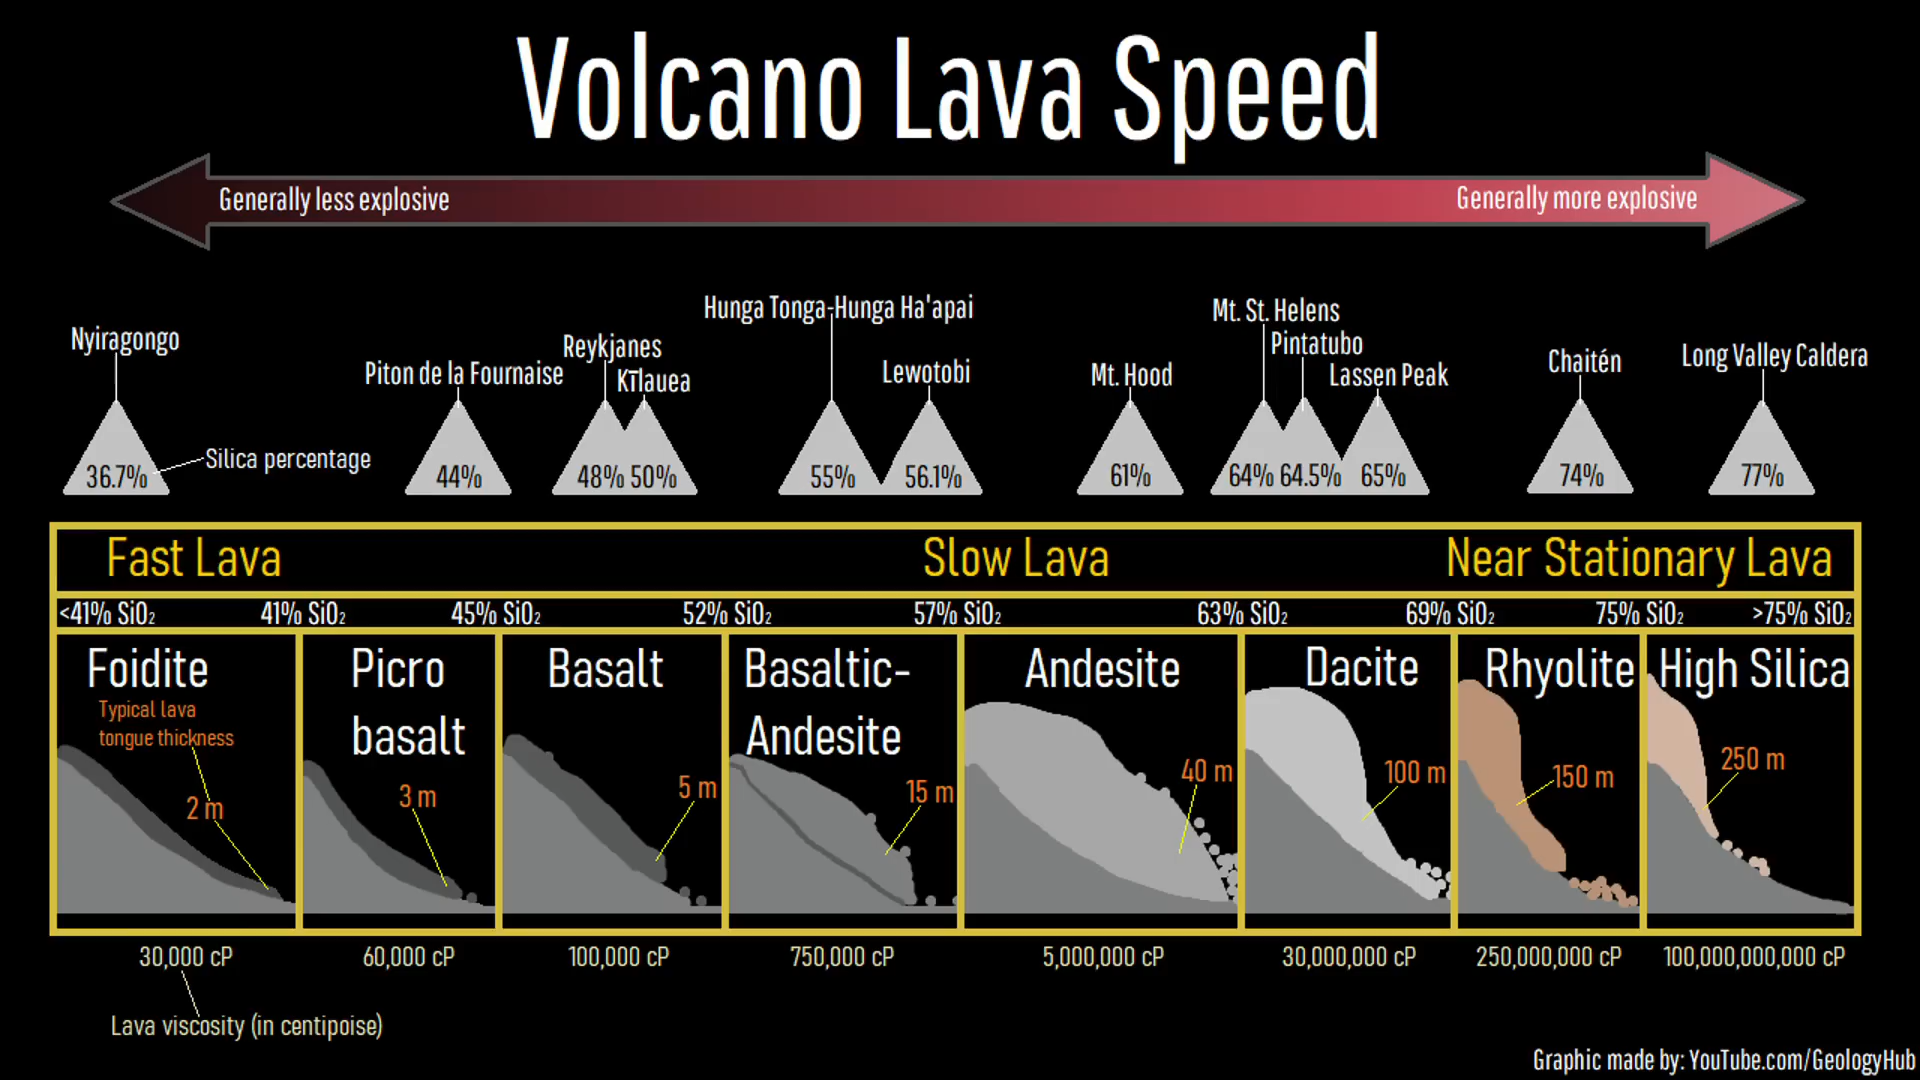 Volcano Lava Speed
Generally less explosive
Generally more explosive
Nyiragongo
Piton de la Fournaise
Reykjanes
Kīlauea
Hunga Tonga-Hunga Ha'apai
Lewotobi
Mt. Hood
Mt. St. Helens
Pintatubo
Lassen Peak
Chaitén
Long Valley Caldera
36.7%
Silica percentage
44%
48%
50%
55%
56.1%
61%
64%
64.5%
65%
74%
77%
Fast Lava
Slow Lava
Near Stationary Lava
<41% SiO₂
41% SiO₂
45% SiO₂
52% SiO₂
57% SiO₂
63% SiO₂
69% SiO₂
75% SiO₂
>75% SiO₂
Foidite
Typical lava
tongue thickness
2 m
Picro
basalt
3 m
Basalt
5 m
Basaltic-
Andesite
15 m
Andesite
40 m
Dacite
100 m
Rhyolite
150 m
High Silica
250 m
30,000 cP
60,000 cP
100,000 cP
750,000 cP
5,000,000 cP
30,000,000 cP
250,000,000 cP
100,000,000,000 cP
Lava viscosity (in centipoise)
Graphic made by: YouTube.com/GeologyHub